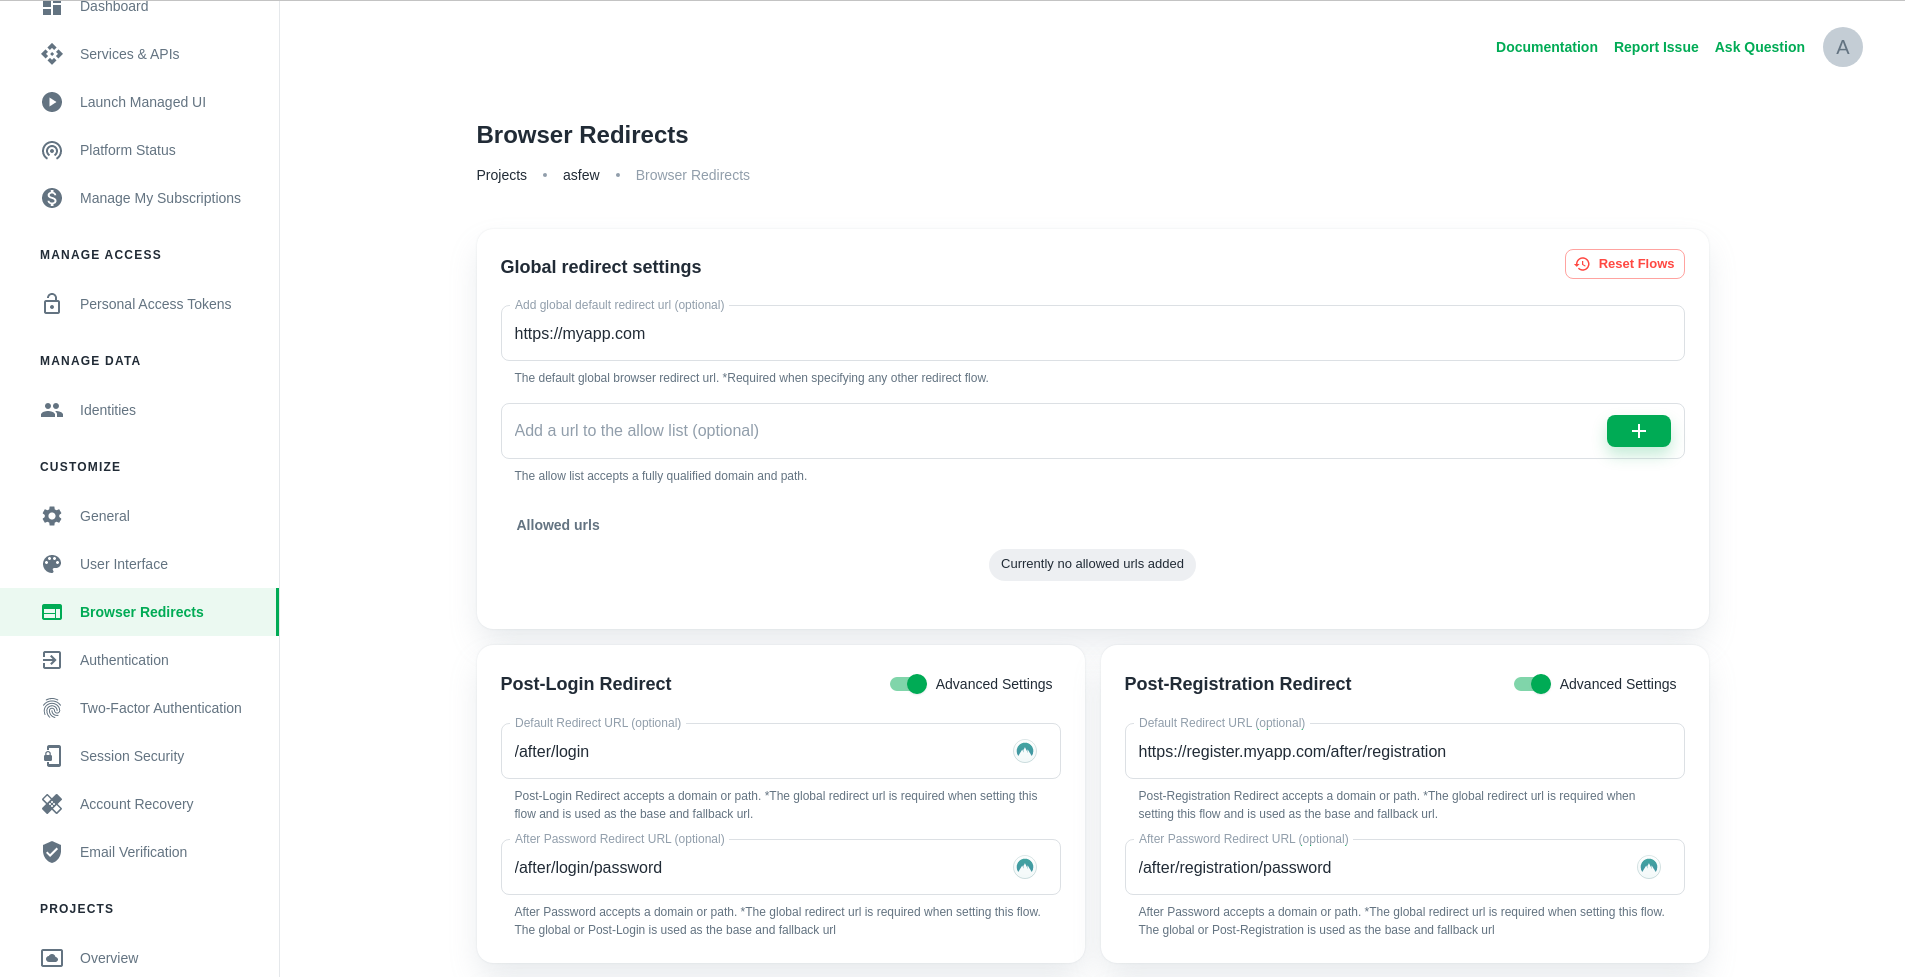 Dashboard
Services & APIs
Launch Managed UI
Platform Status
Manage My Subscriptions
MANAGE ACCESS
Personal Access Tokens
MANAGE DATA
Identities
CUSTOMIZE
General
User Interface
Browser Redirects
Authentication
Two-Factor Authentication
Session Security
Account Recovery
Email Verification
PROJECTS
Overview
Documentation Report Issue Ask Question A
Browser Redirects
Projects • asfew • Browser Redirects
Global redirect settings
Reset Flows
Add global default redirect url (optional)
https://myapp.com
The default global browser redirect url. *Required when specifying any other redirect flow.
Add a url to the allow list (optional)
The allow list accepts a fully qualified domain and path.
Allowed urls
Currently no allowed urls added
Post-Login Redirect
Advanced Settings
Default Redirect URL (optional)
/after/login
Post-Login Redirect accepts a domain or path. *The global redirect url is required when setting this
flow and is used as the base and fallback url.
After Password Redirect URL (optional)
/after/login/password
After Password accepts a domain or path. *The global redirect url is required when setting this flow.
The global or Post-Login is used as the base and fallback url
Post-Registration Redirect
Advanced Settings
Default Redirect URL (optional)
https://register.myapp.com/after/registration
Post-Registration Redirect accepts a domain or path. *The global redirect url is required when
setting this flow and is used as the base and fallback url.
After Password Redirect URL (optional)
/after/registration/password
After Password accepts a domain or path. *The global redirect url is required when setting this flow.
The global or Post-Registration is used as the base and fallback url